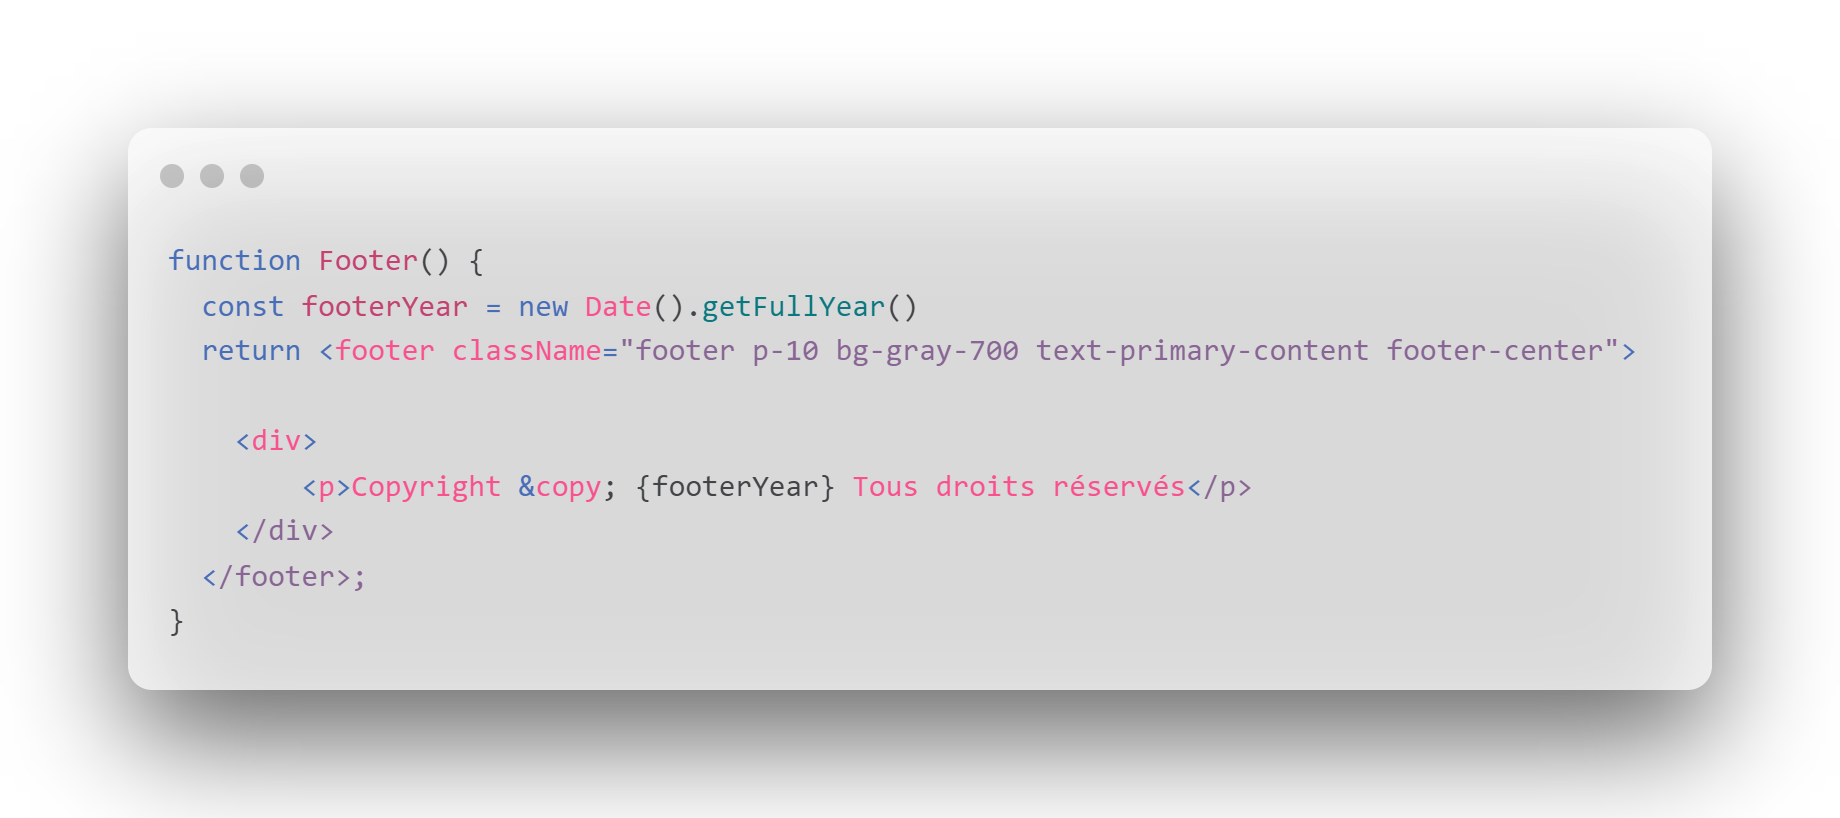 function Footer() {
  const footerYear = new Date().getFullYear()
  return <footer className="footer p-10 bg-gray-700 text-primary-content footer-center">
    <div>
        <p>Copyright &copy; {footerYear} Tous droits réservés</p>
    </div>
  </footer>;
}